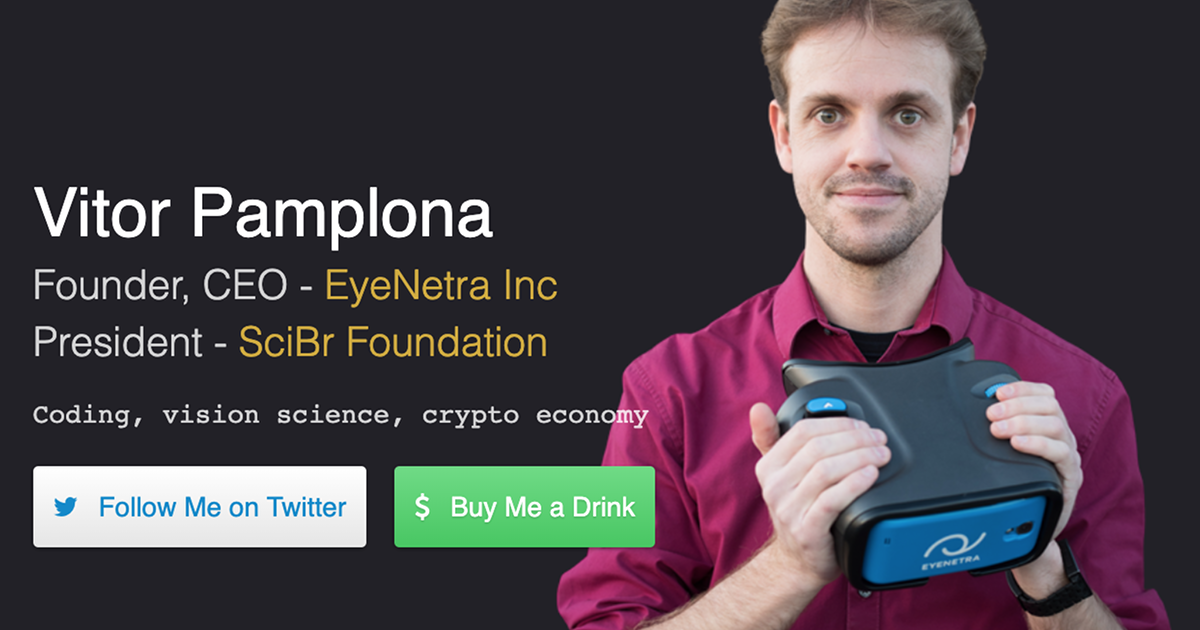 Vitor Pamplona
Founder, CEO - EyeNetra Inc
President - SciBr Foundation
Coding, vision science, crypto economy
Follow Me on Twitter
$ Buy Me a Drink
EYENETRA